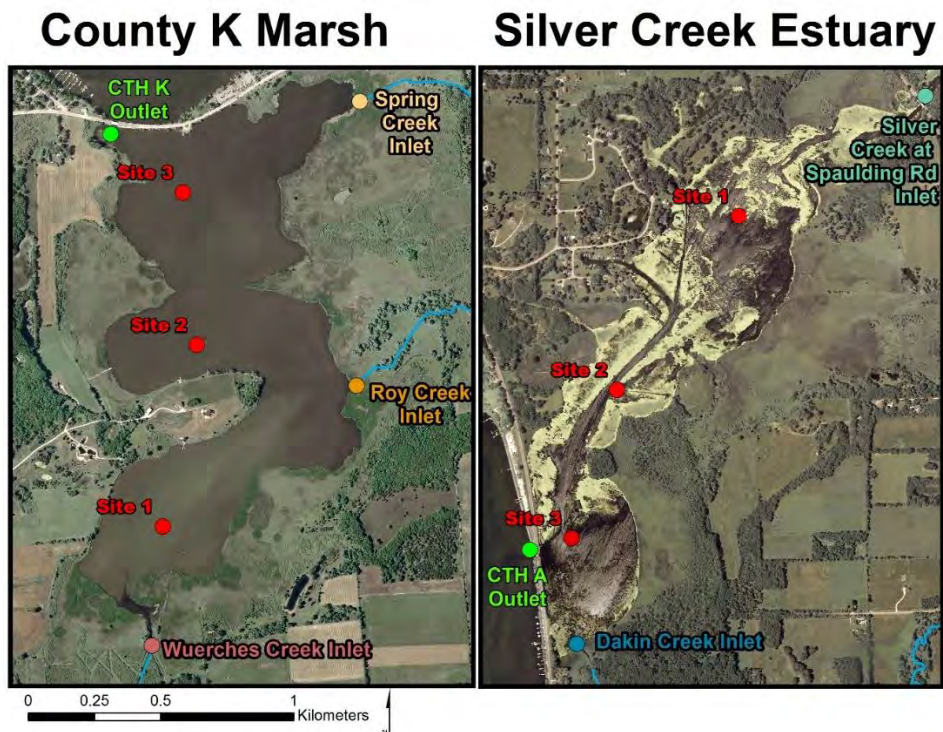 County K Marsh
CTH K
Outlet
Spring
Creek
Inlet
Site 3
Site 2
Roy Creek
Inlet
Site 1
Wuerches Creek Inlet
0 0.25 0.5 1
Kilometers
Silver Creek Estuary
Silver
Creek at
Spaulding Rd
Inlet
Site 1
Site 2
Site 3
CTH A
Outlet
Dakin Creek Inlet